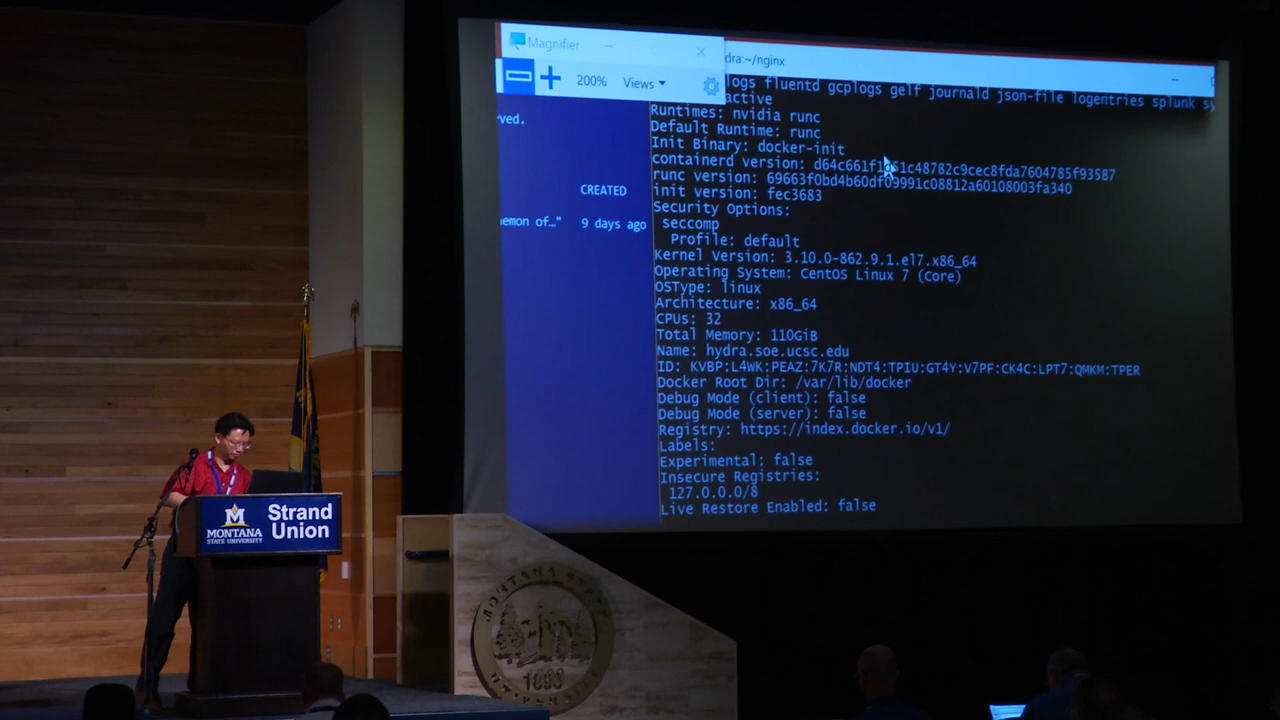 Magnifier
200% Views
dra:~/nginx
logs fluentd gcplogs gelf journald json-file logentries splunk sy
active
Runtimes: nvidia runc
Default Runtime: runc
Init Binary: docker-init
containerd version: d64c661f1d51c48782c9cec8fda7604785f93587
runc version: 69663f0bd4b60df09991c08812a60108003fa340
init version: fec3683
Security Options:
seccomp
Profile: default
Kernel Version: 3.10.0-862.9.1.el7.x86_64
Operating System: CentOS Linux 7 (Core)
OSType: linux
Architecture: x86_64
CPUs: 32
Total Memory: 110GiB
Name: hydra.soe.ucsc.edu
ID: KVBP:L4WK:PEAZ:7K7R:NDT4:TPIU:GT4Y:V7PF:CK4C:LPT7:QMKM:TPER
Docker Root Dir: /var/lib/docker
Debug Mode (client): false
Debug Mode (server): false
Registry: https://index.docker.io/v1/
Labels:
Experimental: false
Insecure Registries:
127.0.0.0/8
Live Restore Enabled: false
rved.
CREATED
emon of…" 9 days ago
MONTANA
STATE UNIVERSITY
Strand
Union
MONTANA STATE
UNIVERSITY
1893